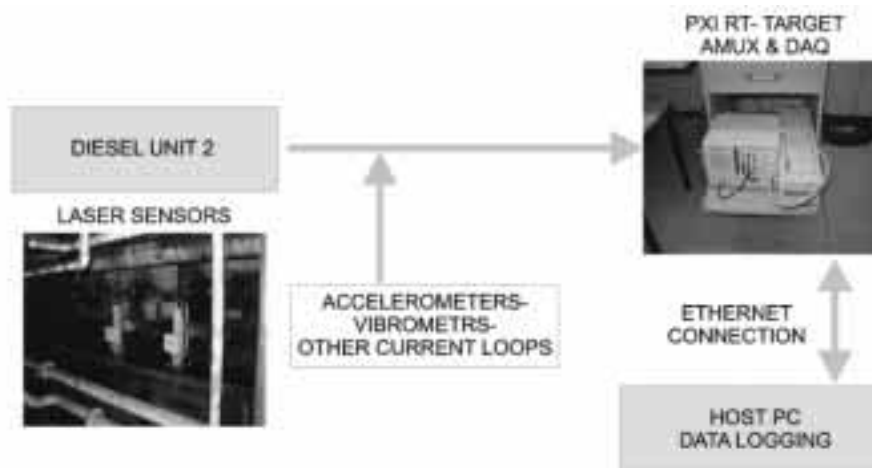 PXI RT- TARGET
AMUX & DAQ
DIESEL UNIT 2
LASER SENSORS
ACCELEROMETERS-
VIBROMETRS-
OTHER CURRENT LOOPS
ETHERNET
CONNECTION
HOST PC
DATA LOGGING